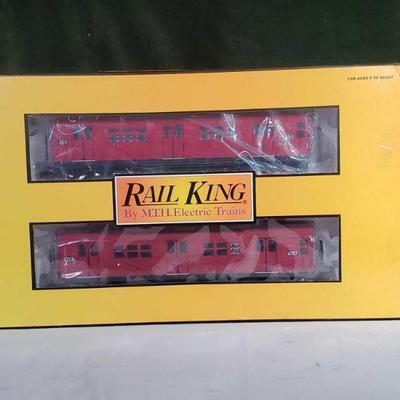 FOR AGES 8 TO ADULT
RAIL KING®
By M.T.H. Electric Trains